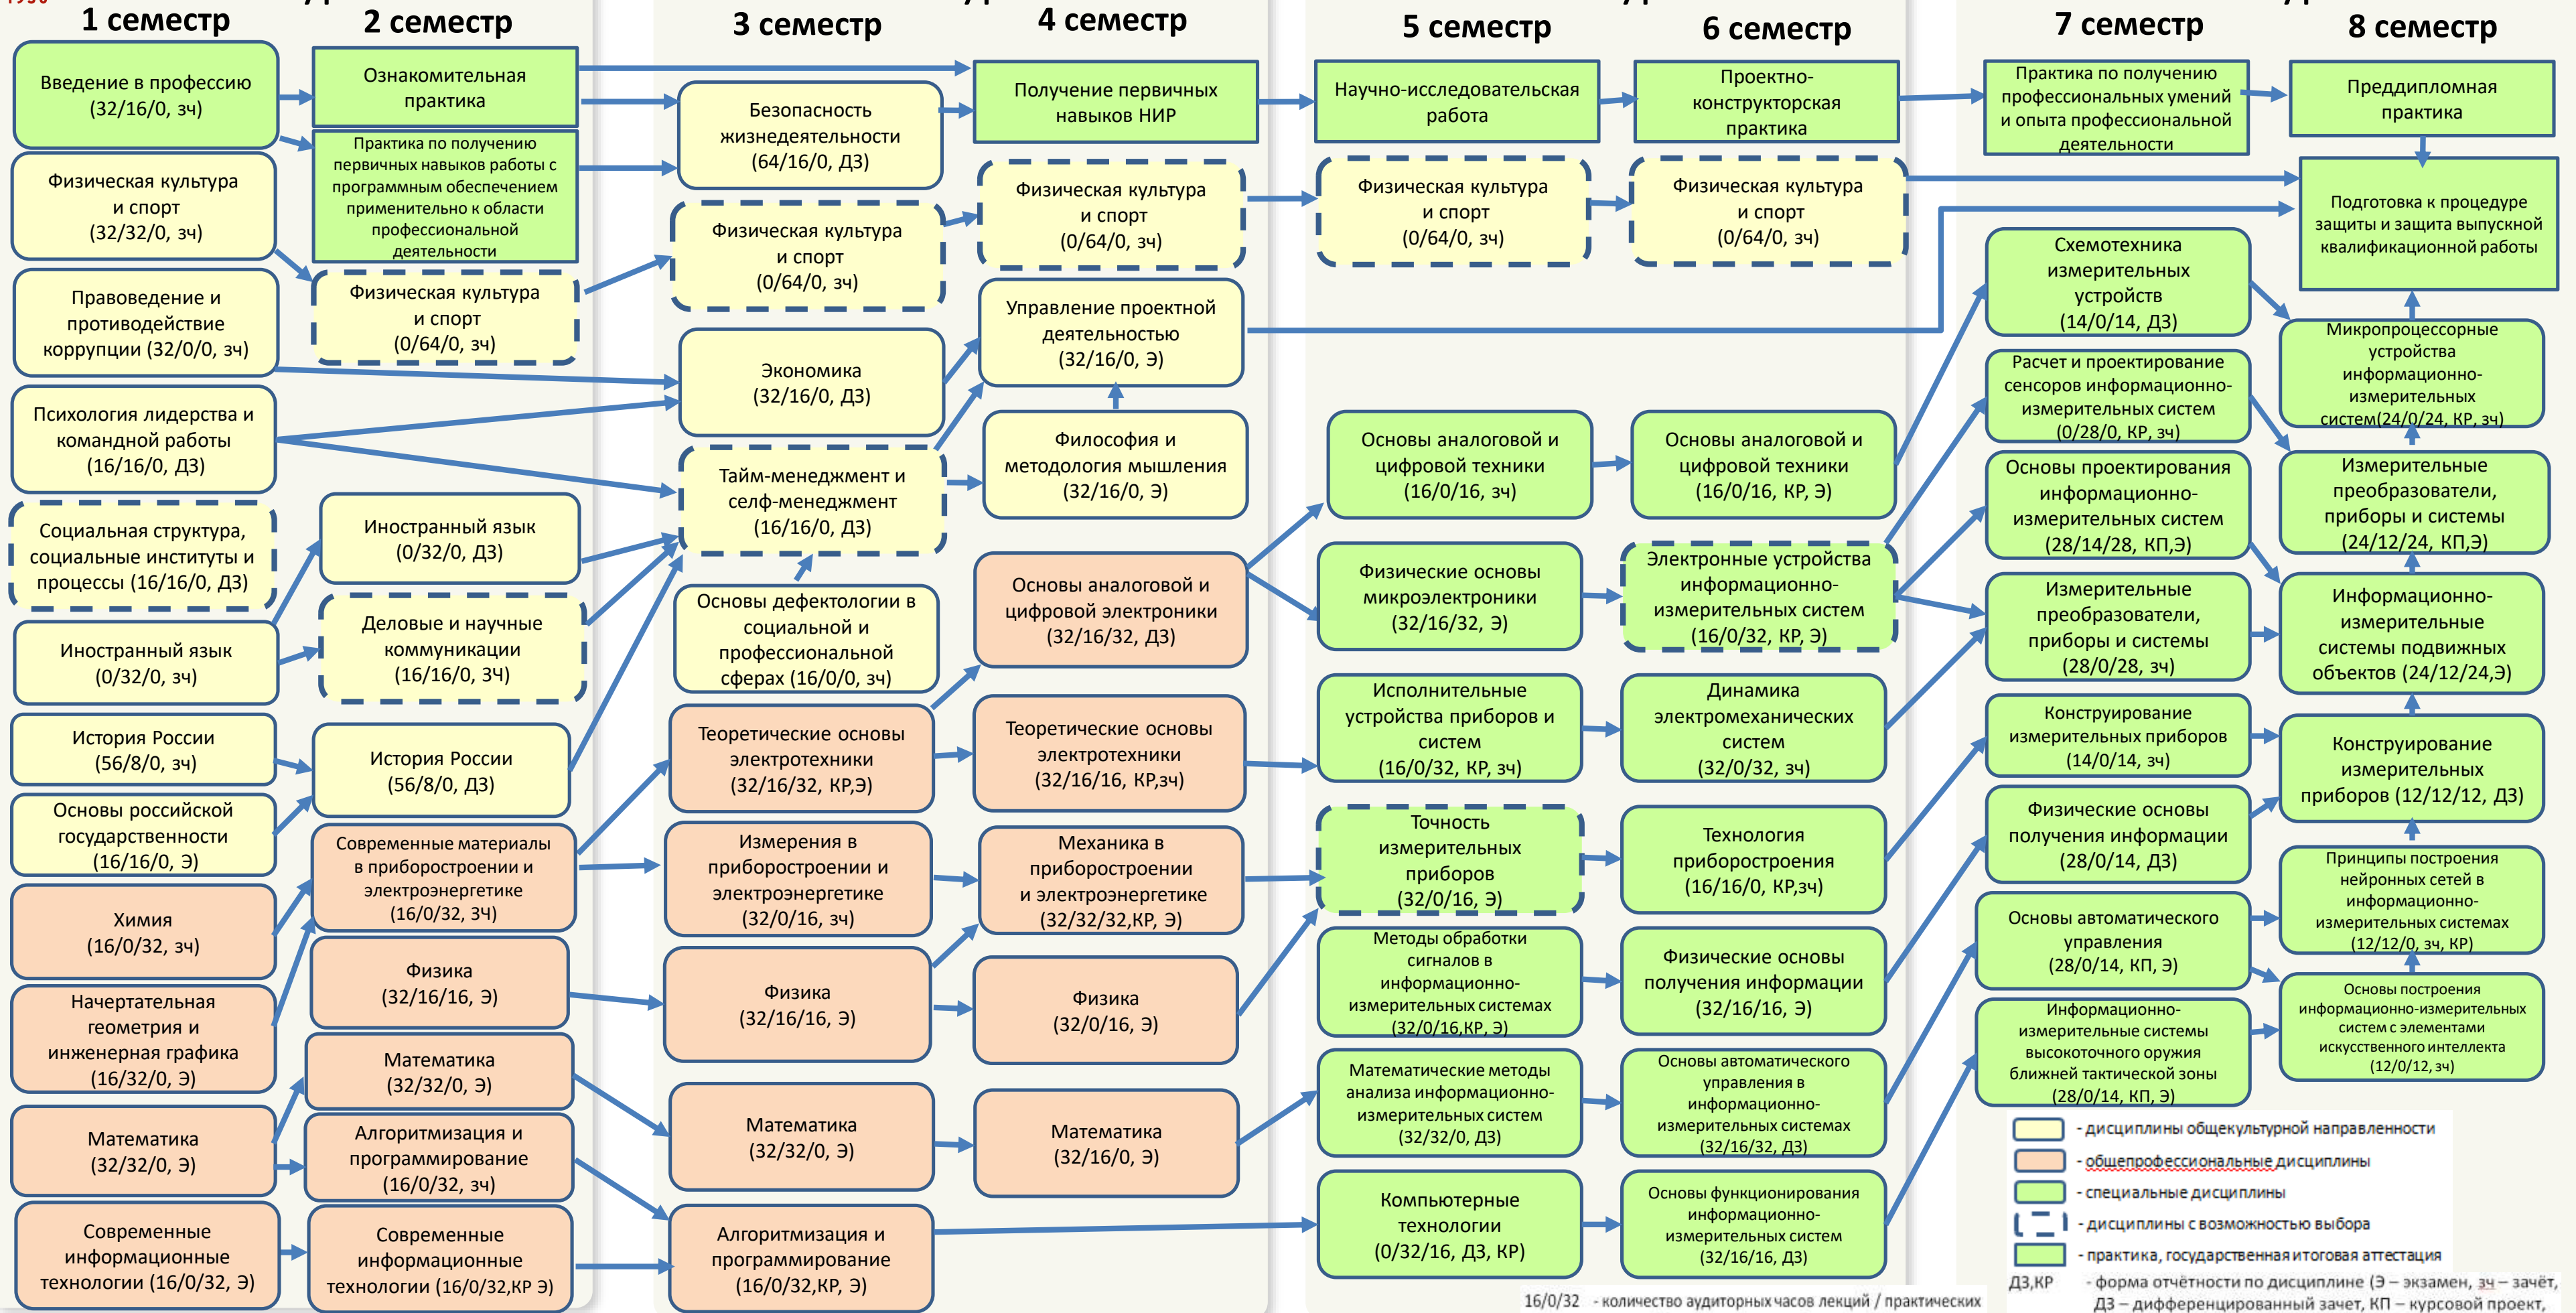 1 семестр
2 семестр
3 семестр
4 семестр
5 семестр
6 семестр
7 семестр
8 семестр
Введение в профессию
(32/16/0, зч)
Физическая культура
и спорт
(32/32/0, зч)
Правоведение и
противодействие
коррупции (32/0/0, зч)
Психология лидерства и
командной работы
(16/16/0, ДЗ)
Социальная структура,
социальные институты и
процессы (16/16/0, ДЗ)
Иностранный язык
(0/32/0, зч)
История России
(56/8/0, зч)
Основы российской
государственности
(16/16/0, Э)
Химия
(16/0/32, зч)
Начертательная
геометрия и
инженерная графика
(16/32/0, Э)
Математика
(32/32/0, Э)
Современные
информационные
технологии (16/0/32, Э)
Ознакомительная
практика
Практика по получению
первичных навыков работы с
программным обеспечением
применительно к области
профессиональной
деятельности
Физическая культура
и спорт
(0/64/0, зч)
Иностранный язык
(0/32/0, ДЗ)
Деловые и научные
коммуникации
(16/16/0, ЗЧ)
История России
(56/8/0, ДЗ)
Современные материалы
в приборостроении и
электроэнергетике
(16/0/32, ЗЧ)
Физика
(32/16/16, Э)
Математика
(32/32/0, Э)
Алгоритмизация и
программирование
(16/0/32, зч)
Современные
информационные
технологии (16/0/32,КР Э)
Безопасность
жизнедеятельности
(64/16/0, ДЗ)
Физическая культура
и спорт
(0/64/0, зч)
Экономика
(32/16/0, ДЗ)
Тайм-менеджмент и
селф-менеджмент
(16/16/0, ДЗ)
Основы дефектологии в
социальной и
профессиональной
сферах (16/0/0, зч)
Теоретические основы
электротехники
(32/16/32, КР,Э)
Измерения в
приборостроении и
электроэнергетике
(32/0/16, зч)
Физика
(32/16/16, Э)
Математика
(32/32/0, Э)
Алгоритмизация и
программирование
(16/0/32,КР, Э)
Получение первичных
навыков НИР
Физическая культура
и спорт
(0/64/0, зч)
Управление проектной
деятельностью
(32/16/0, Э)
Философия и
методология мышления
(32/16/0, Э)
Основы аналоговой и
цифровой электроники
(32/16/32, ДЗ)
Теоретические основы
электротехники
(32/16/16, КР,зч)
Механика в
приборостроении
и электроэнергетике
(32/32/32,КР, Э)
Физика
(32/0/16, Э)
Математика
(32/16/0, Э)
Научно-исследовательская
работа
Физическая культура
и спорт
(0/64/0, зч)
Основы аналоговой и
цифровой техники
(16/0/16, зч)
Физические основы
микроэлектроники
(32/16/32, Э)
Исполнительные
устройства приборов и
систем
(16/0/32, КР, зч)
Точность
измерительных
приборов
(32/0/16, Э)
Методы обработки
сигналов в
информационно-
измерительных системах
(32/0/16,КР, Э)
Математические методы
анализа информационно-
измерительных систем
(32/32/0, ДЗ)
Компьютерные
технологии
(0/32/16, ДЗ, КР)
Проектно-
конструкторская
практика
Физическая культура
и спорт
(0/64/0, зч)
Основы аналоговой и
цифровой техники
(16/0/16, КР, Э)
Электронные устройства
информационно-
измерительных систем
(16/0/32, КР, Э)
Динамика
электромеханических
систем
(32/0/32, зч)
Технология
приборостроения
(16/16/0, КР,зч)
Физические основы
получения информации
(32/16/16, Э)
Основы автоматического
управления в
информационно-
измерительных системах
(32/16/32, ДЗ)
Основы функционирования
информационно-
измерительных систем
(32/16/16, ДЗ)
Практика по получению
профессиональных умений
и опыта профессиональной
деятельности
Схемотехника
измерительных
устройств
(14/0/14, ДЗ)
Расчет и проектирование
сенсоров информационно-
измерительных систем
(0/28/0, КР, зч)
Основы проектирования
информационно-
измерительных систем
(28/14/28, КП,Э)
Измерительные
преобразователи,
приборы и системы
(28/0/28, зч)
Конструирование
измерительных приборов
(14/0/14, зч)
Физические основы
получения информации
(28/0/14, ДЗ)
Основы автоматического
управления
(28/0/14, КП, Э)
Информационно-
измерительные системы
высокоточного оружия
ближней тактической зоны
(28/0/14, КП, Э)
Преддипломная
практика
Подготовка к процедуре
защиты и защита выпускной
квалификационной работы
Микропроцессорные
устройства
информационно-
измерительных
систем(24/0/24, КР, зч)
Измерительные
преобразователи,
приборы и системы
(24/12/24, КП,Э)
Информационно-
измерительные
системы подвижных
объектов (24/12/24,Э)
Конструирование
измерительных
приборов (12/12/12, ДЗ)
Принципы построения
нейронных сетей в
информационно-
измерительных системах
(12/12/0, зч, КР)
Основы построения
информационно-измерительных
систем с элементами
искусственного интеллекта
(12/0/12, зч)
- дисциплины общекультурной направленности
- общепрофессиональные дисциплины
- специальные дисциплины
- дисциплины с возможностью выбора
- практика, государственная итоговая аттестация
ДЗ,КР - форма отчётности по дисциплине (Э – экзамен, зч – зачёт,
ДЗ – дифференцированный зачет, КП – курсовой проект,
16/0/32 - количество аудиторных часов лекций / практических